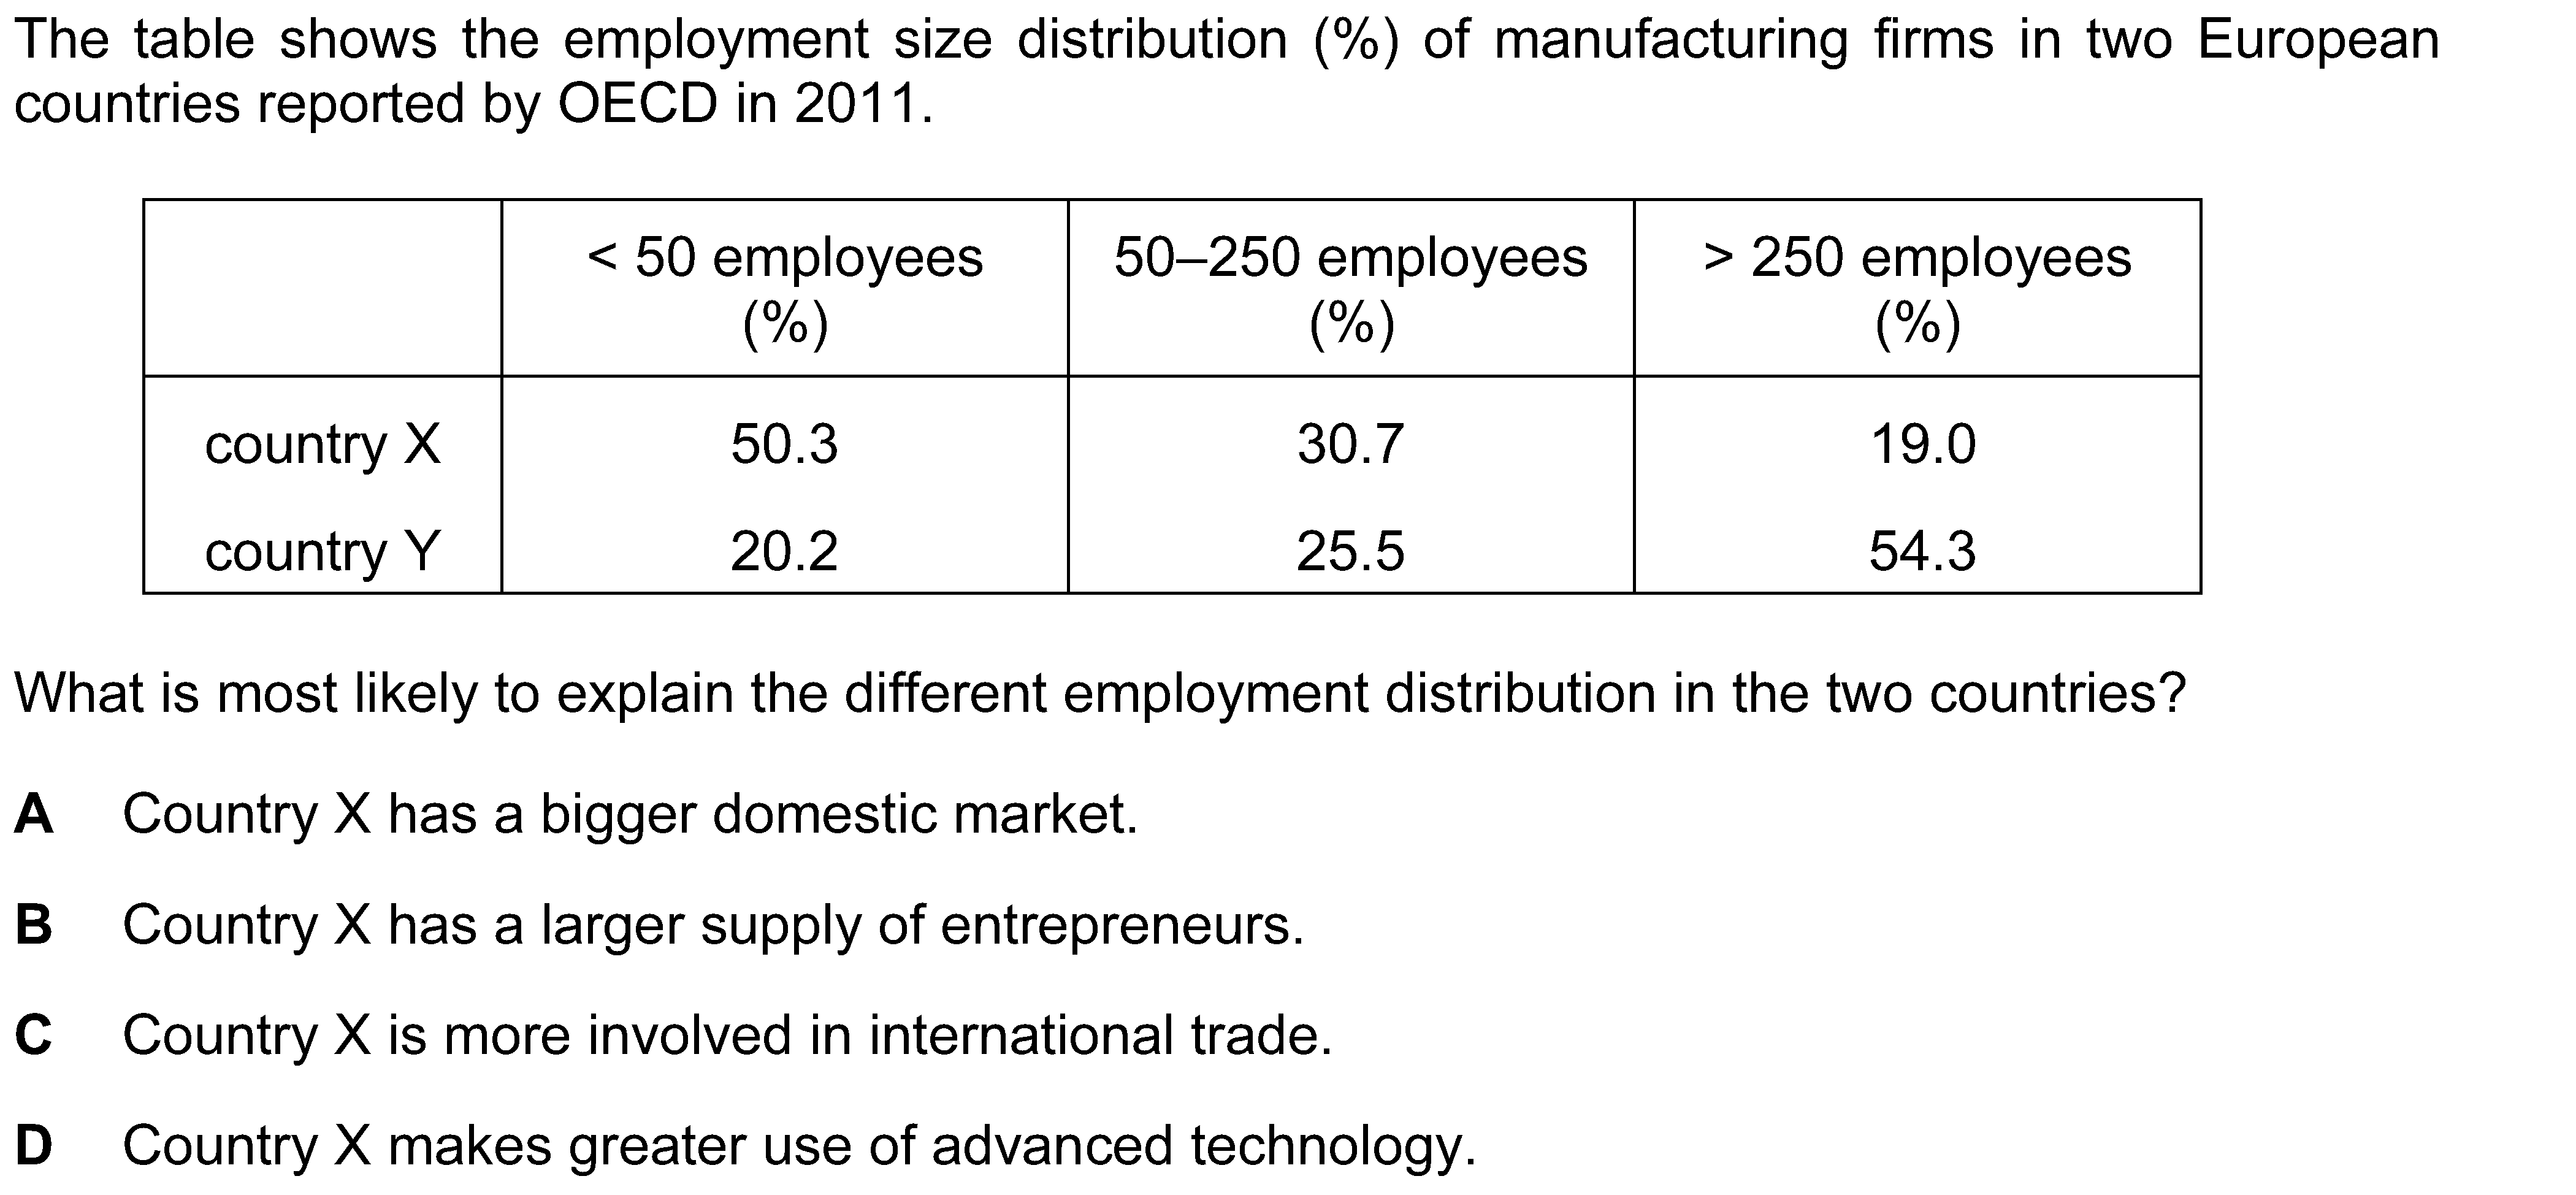 The table shows the employment size distribution (%) of manufacturing firms in two European
countries reported by OECD in 2011.
< 50 employees (%) 50–250 employees (%) > 250 employees (%)
country X 50.3 30.7 19.0
country Y 20.2 25.5 54.3
What is most likely to explain the different employment distribution in the two countries?
A Country X has a bigger domestic market.
B Country X has a larger supply of entrepreneurs.
C Country X is more involved in international trade.
D Country X makes greater use of advanced technology.